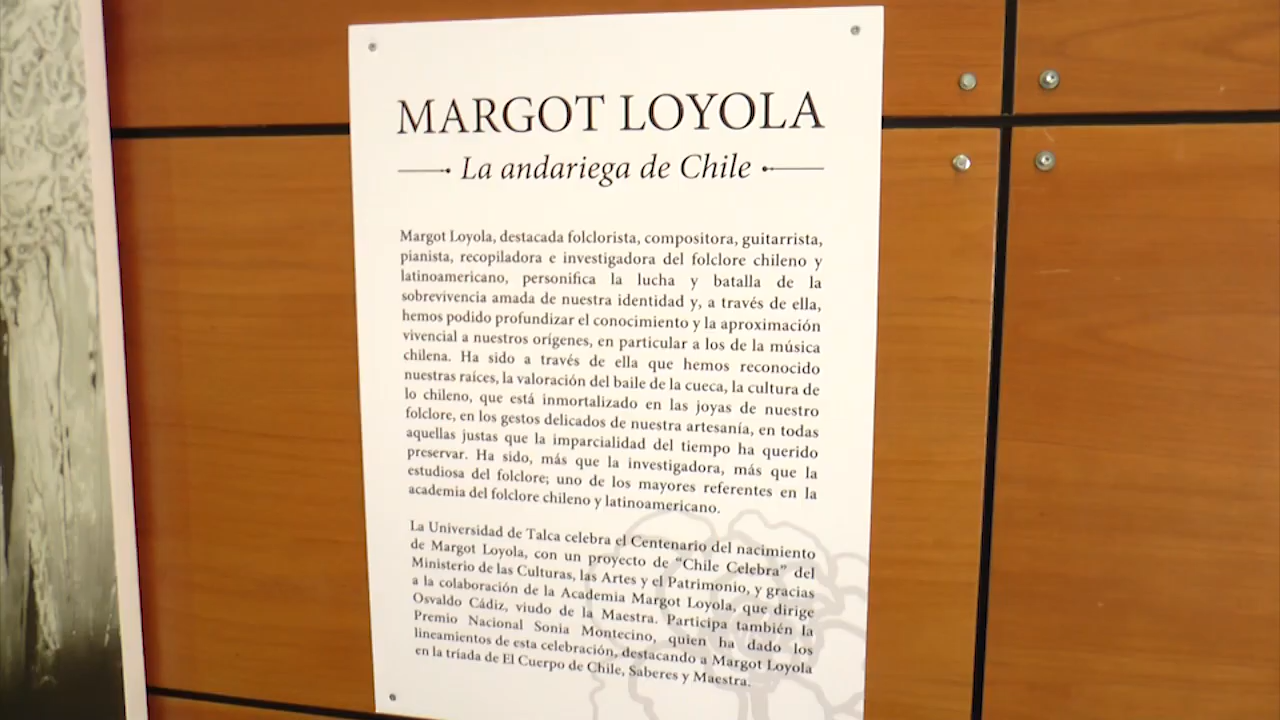 MARGOT LOYOLA
La andariega de Chile
Margot Loyola, destacada folclorista, compositora, guitarrista,
pianista, recopiladora e investigadora del folclore chileno y
latinoamericano, personifica la lucha y batalla de la
sobrevivencia amada de nuestra identidad y, a través de ella,
hemos podido profundizar el conocimiento y la aproximación
vivencial a nuestros orígenes, en particular a los de la música
chilena. Ha sido a través de ella que hemos reconocido
nuestras raíces, la valoración del baile de la cueca, la cultura de
lo chileno, que está inmortalizado en las joyas de nuestro
folclore, en los gestos delicados de nuestra artesanía, en todas
aquellas justas que la imparcialidad del tiempo ha querido
preservar. Ha sido, más que la investigadora, más que la
estudiosa del folclore; uno de los mayores referentes en la
academia del folclore chileno y latinoamericano.
La Universidad de Talca celebra el Centenario del nacimiento
de Margot Loyola, con un proyecto de “Chile Celebra” del
Ministerio de las Culturas, las Artes y el Patrimonio, y gracias
a la colaboración de la Academia Margot Loyola, que dirige
Osvaldo Cádiz, viudo de la Maestra. Participa también la
Premio Nacional Sonia Montecino, quien ha dado los
lineamientos de esta celebración, destacando a Margot Loyola
en la tríada de El Cuerpo de Chile, Saberes y Maestra.